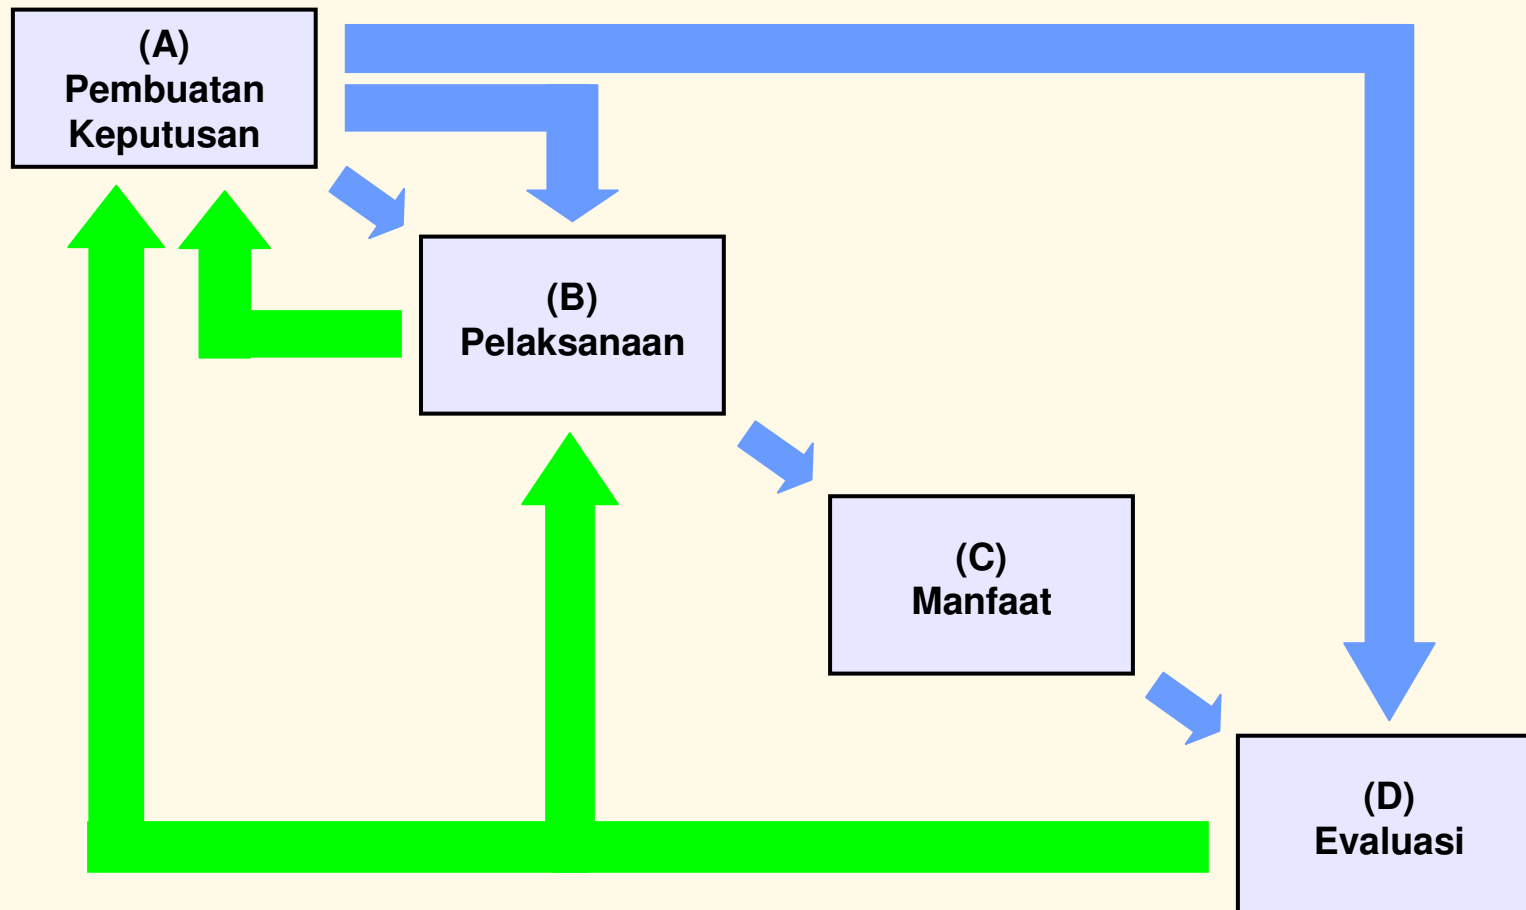 (A)
Pembuatan
Keputusan
(B)
Pelaksanaan
(C)
Manfaat
(D)
Evaluasi